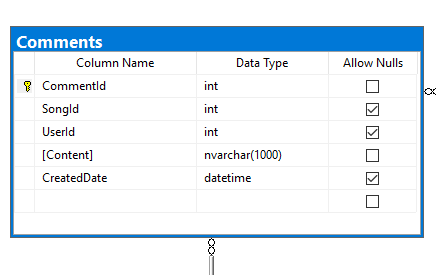 Comments
Column Name Data Type Allow Nulls
CommentId int
SongId int
UserId int
[Content] nvarchar(1000)
CreatedDate datetime